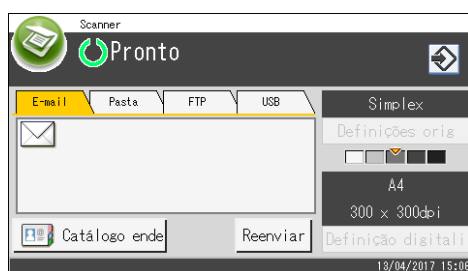 Scanner
Pronto
E-mail Pasta FTP USB
Simplex
Definições orig
A4
300 × 300dpi
Catálogo ende Reenviar
Definição digitali
13/04/2017 15:06